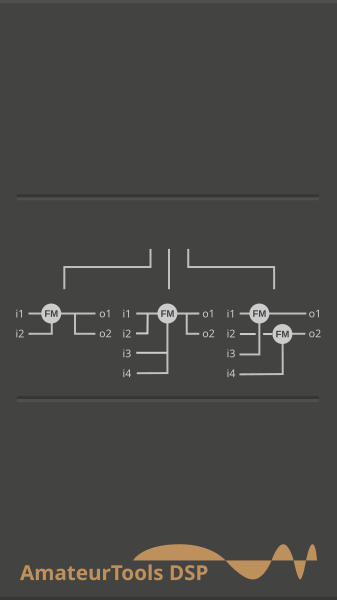 i1 FM o1 i1 FM o1 i1 FM o1
i2 o2 i2 o2 i2 FM o2
i3 i3
i4 i4
AmateurTools DSP